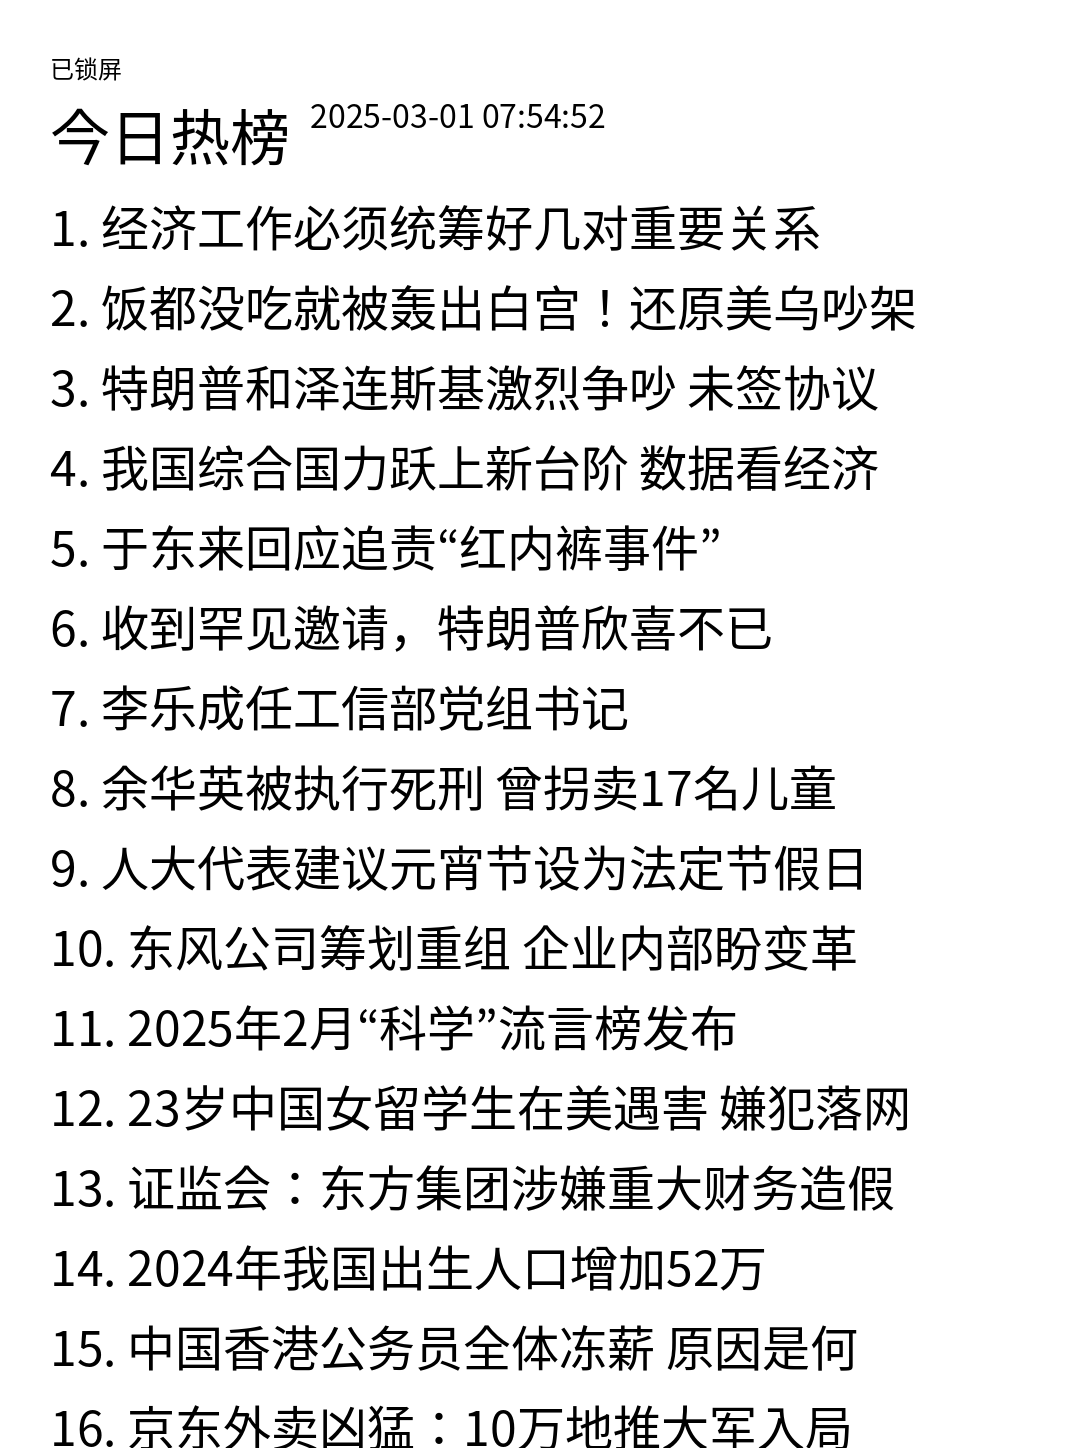 已锁屏
今日热榜 2025-03-01 07:54:52
1. 经济工作必须统筹好几对重要关系
2. 饭都没吃就被轰出白宫！还原美乌吵架
3. 特朗普和泽连斯基激烈争吵 未签协议
4. 我国综合国力跃上新台阶 数据看经济
5. 于东来回应追责“红内裤事件”
6. 收到罕见邀请，特朗普欣喜不已
7. 李乐成任工信部党组书记
8. 余华英被执行死刑 曾拐卖17名儿童
9. 人大代表建议元宵节设为法定节假日
10. 东风公司筹划重组 企业内部盼变革
11. 2025年2月“科学”流言榜发布
12. 23岁中国女留学生在美遇害 嫌犯落网
13. 证监会：东方集团涉嫌重大财务造假
14. 2024年我国出生人口增加52万
15. 中国香港公务员全体冻薪 原因是何
16. 京东外卖凶猛：10万地推大军入局